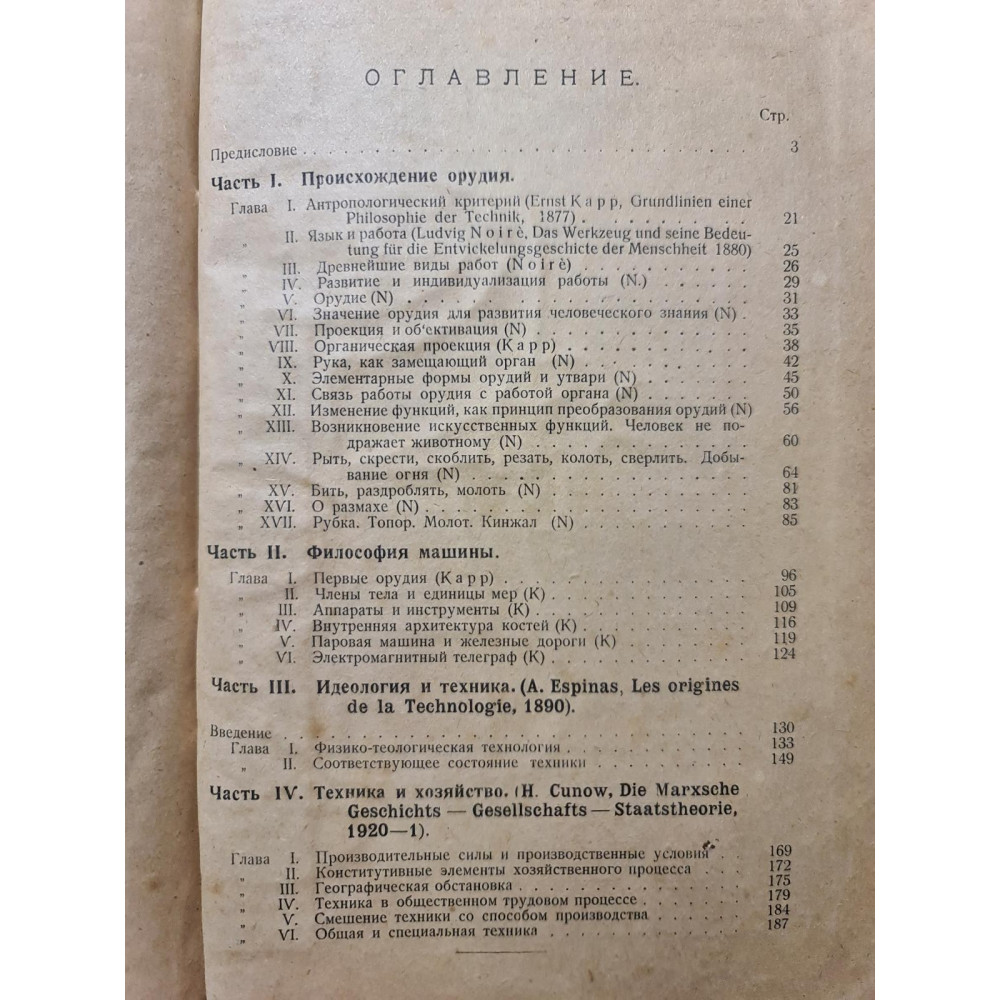 ОГЛАВЛЕНИЕ.
Стр.
Предисловие . . . . . . . . . . . . . . . . . . . . 3
Часть I. Происхождение орудия.
Глава I. Антропологический критерий (Ernst Kapp, Grundlinien einer
Philosophie der Technik, 1877) . . . . . . . . . 21
„ II. Язык и работа (Ludvig Noirè, Das Werkzeug und seine Bedeu-
tung für die Entvickelungsgeschicte der Menschheit 1880) 25
„ III. Древнейшие виды работ (Noirè) . . . . . . . . . 26
„ IV. Развитие и индивидуализация работы (N.) . . . . . . 29
„ V. Орудие (N) . . . . . . . . . . . . . . . . . 31
„ VI. Значение орудия для развития человеческого знания (N) . 33
„ VII. Проекция и об'ективация (N) . . . . . . . . . . . 35
„ VIII. Органическая проекция (Kapp) . . . . . . . . . . 38
„ IX. Рука, как замещающий орган (N) . . . . . . . . . 42
„ X. Элементарные формы орудий и утвари (N) . . . . . . 45
„ XI. Связь работы орудия с работой органа (N) . . . . . . 50
„ XII. Изменение функций, как принцип преобразования орудий (N) 56
„ XIII. Возникновение искусственных функций. Человек не по-
дражает животному (N) . . . . . . . . . . . . 60
„ XIV. Рыть, скрести, скоблить, резать, колоть, сверлить. Добы-
вание огня (N) . . . . . . . . . . . . . . . 64
„ XV. Бить, раздроблять, молоть (N) . . . . . . . . . . . 81
„ XVI. О размахе (N) . . . . . . . . . . . . . . . . . 83
„ XVII. Рубка. Топор. Молот. Кинжал (N) . . . . . . . . . 85
Часть II. Философия машины.
Глава I. Первые орудия (Kapp) . . . . . . . . . . . . . 96
„ II. Члены тела и единицы мер (K) . . . . . . . . . . . 105
„ III. Аппараты и инструменты (K) . . . . . . . . . . . . 109
„ IV. Внутренняя архитектура костей (K) . . . . . . . . . 116
„ V. Паровая машина и железные дороги (K) . . . . . . . 119
„ VI. Электромагнитный телеграф (K) . . . . . . . . . . . 124
Часть III. Идеология и техника. (A. Espinas, Les origines
de la Technologie, 1890).
Введение . . . . . . . . . . . . . . . . . . . . . . 130
Глава I. Физико-теологическая технология . . . . . . . . . . 133
„ II. Соответствующее состояние техники . . . . . . . . . 149
Часть IV. Техника и хозяйство. (H. Cunow, Die Marxsche
Geschichts — Gesellschafts — Staatstheorie,
1920—1).
Глава I. Производительные силы и производственные условия . . 169
„ II. Конститутивные элементы хозяйственного процесса . . . 172
„ III. Географическая обстановка . . . . . . . . . . . . . 175
„ IV. Техника в общественном трудовом процессе . . . . . . 179
„ V. Смешение техники со способом производства . . . . . . 184
„ VI. Общая и специальная техника . . . . . . . . . . . . 187